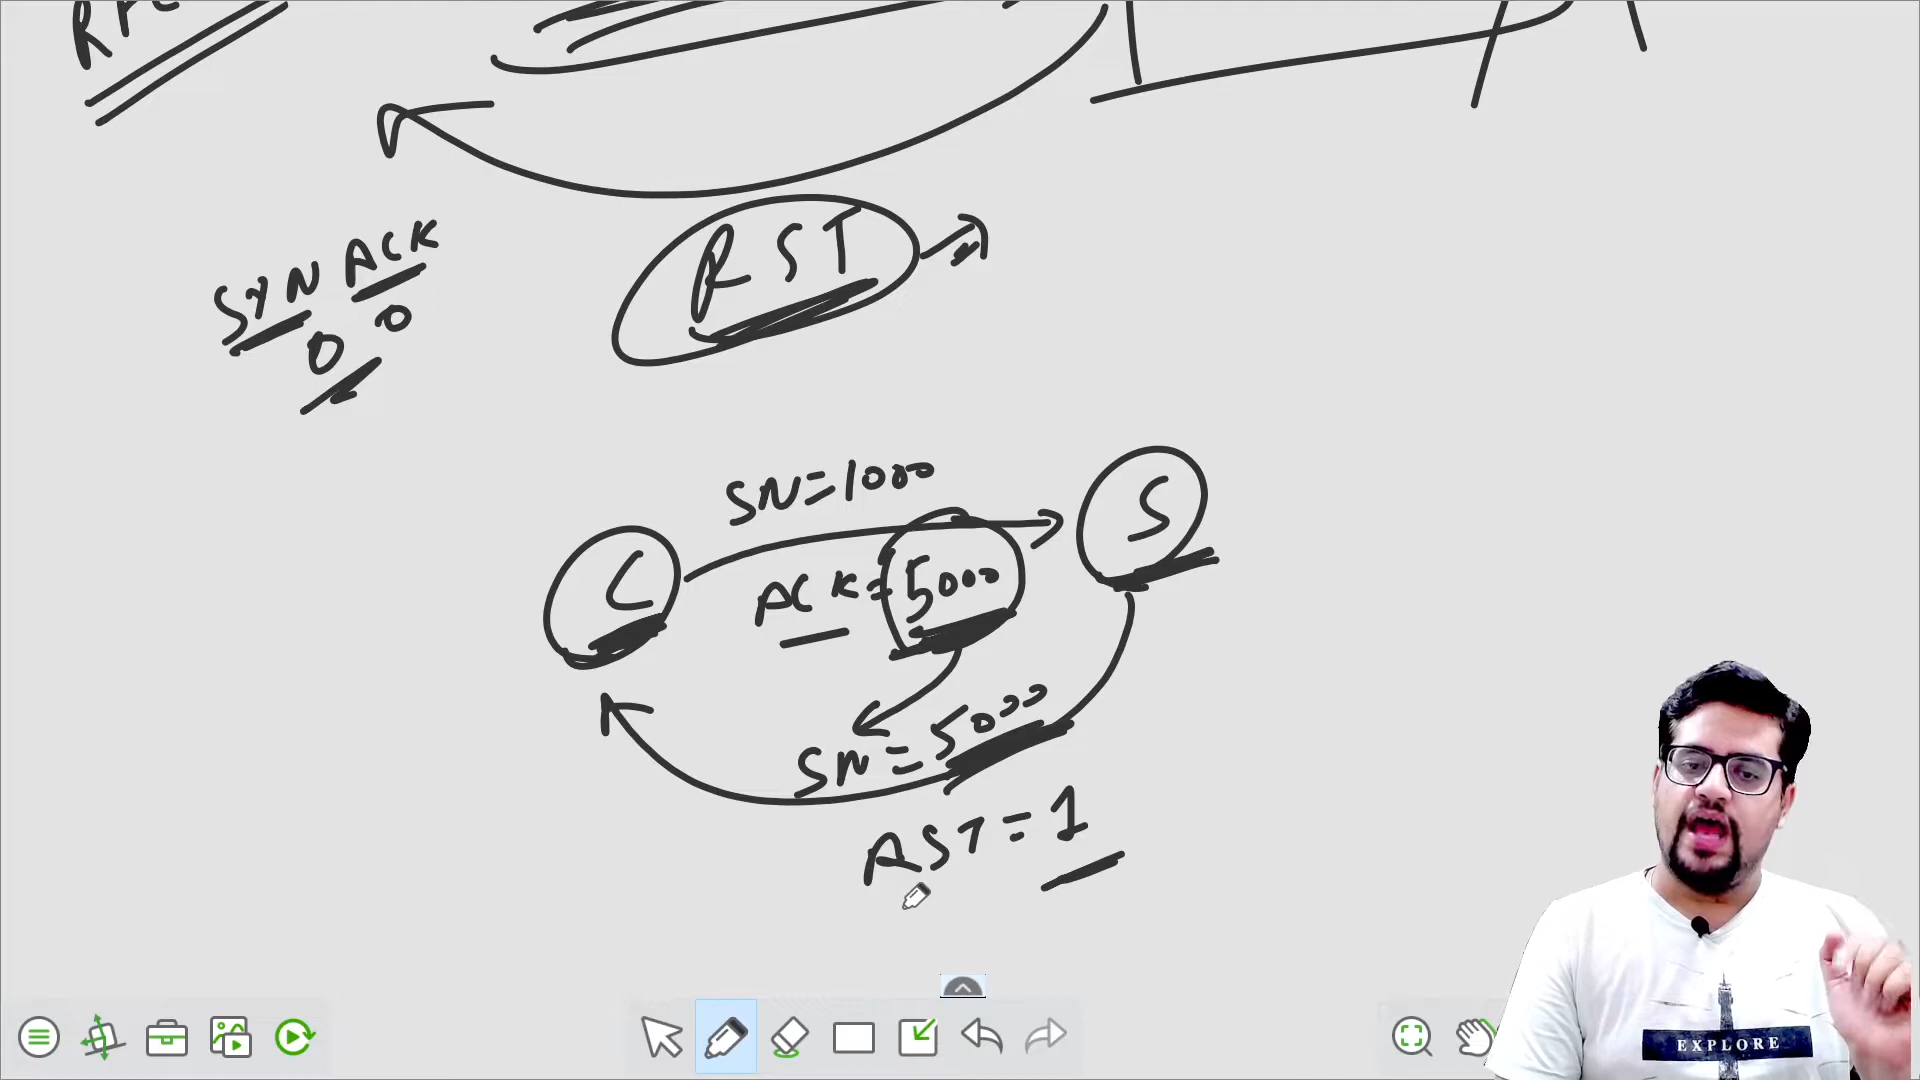 RST
SYN ACK
0 0
SN=1000
C
S
ACK=5000
SN=5000
RST=1
EXPLORE